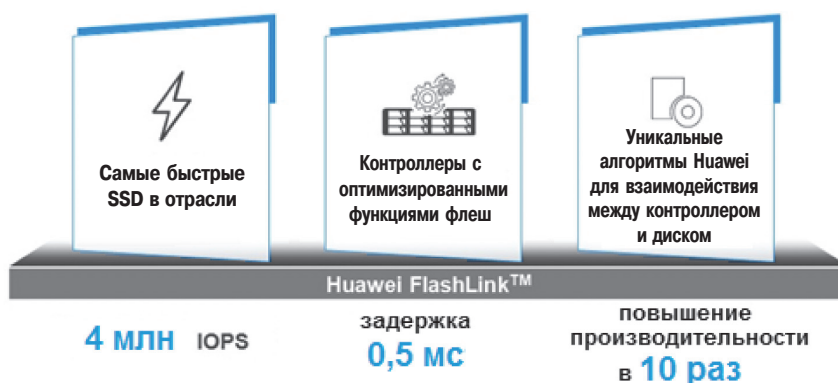 Самые быстрые
SSD в отрасли
Контроллеры с
оптимизированными
функциями флеш
Уникальные
алгоритмы Huawei
для взаимодействия
между контроллером
и диском
Huawei FlashLink™
4 млн IOPS
задержка
0,5 мс
повышение
производительности
в 10 раз